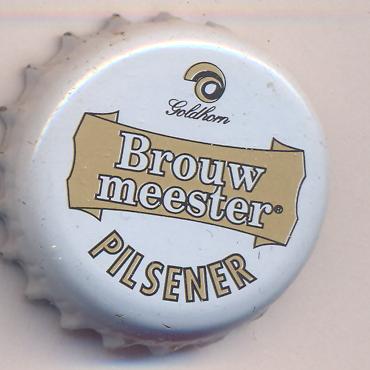 Goldhorn
Brouw
meester®
PILSENER